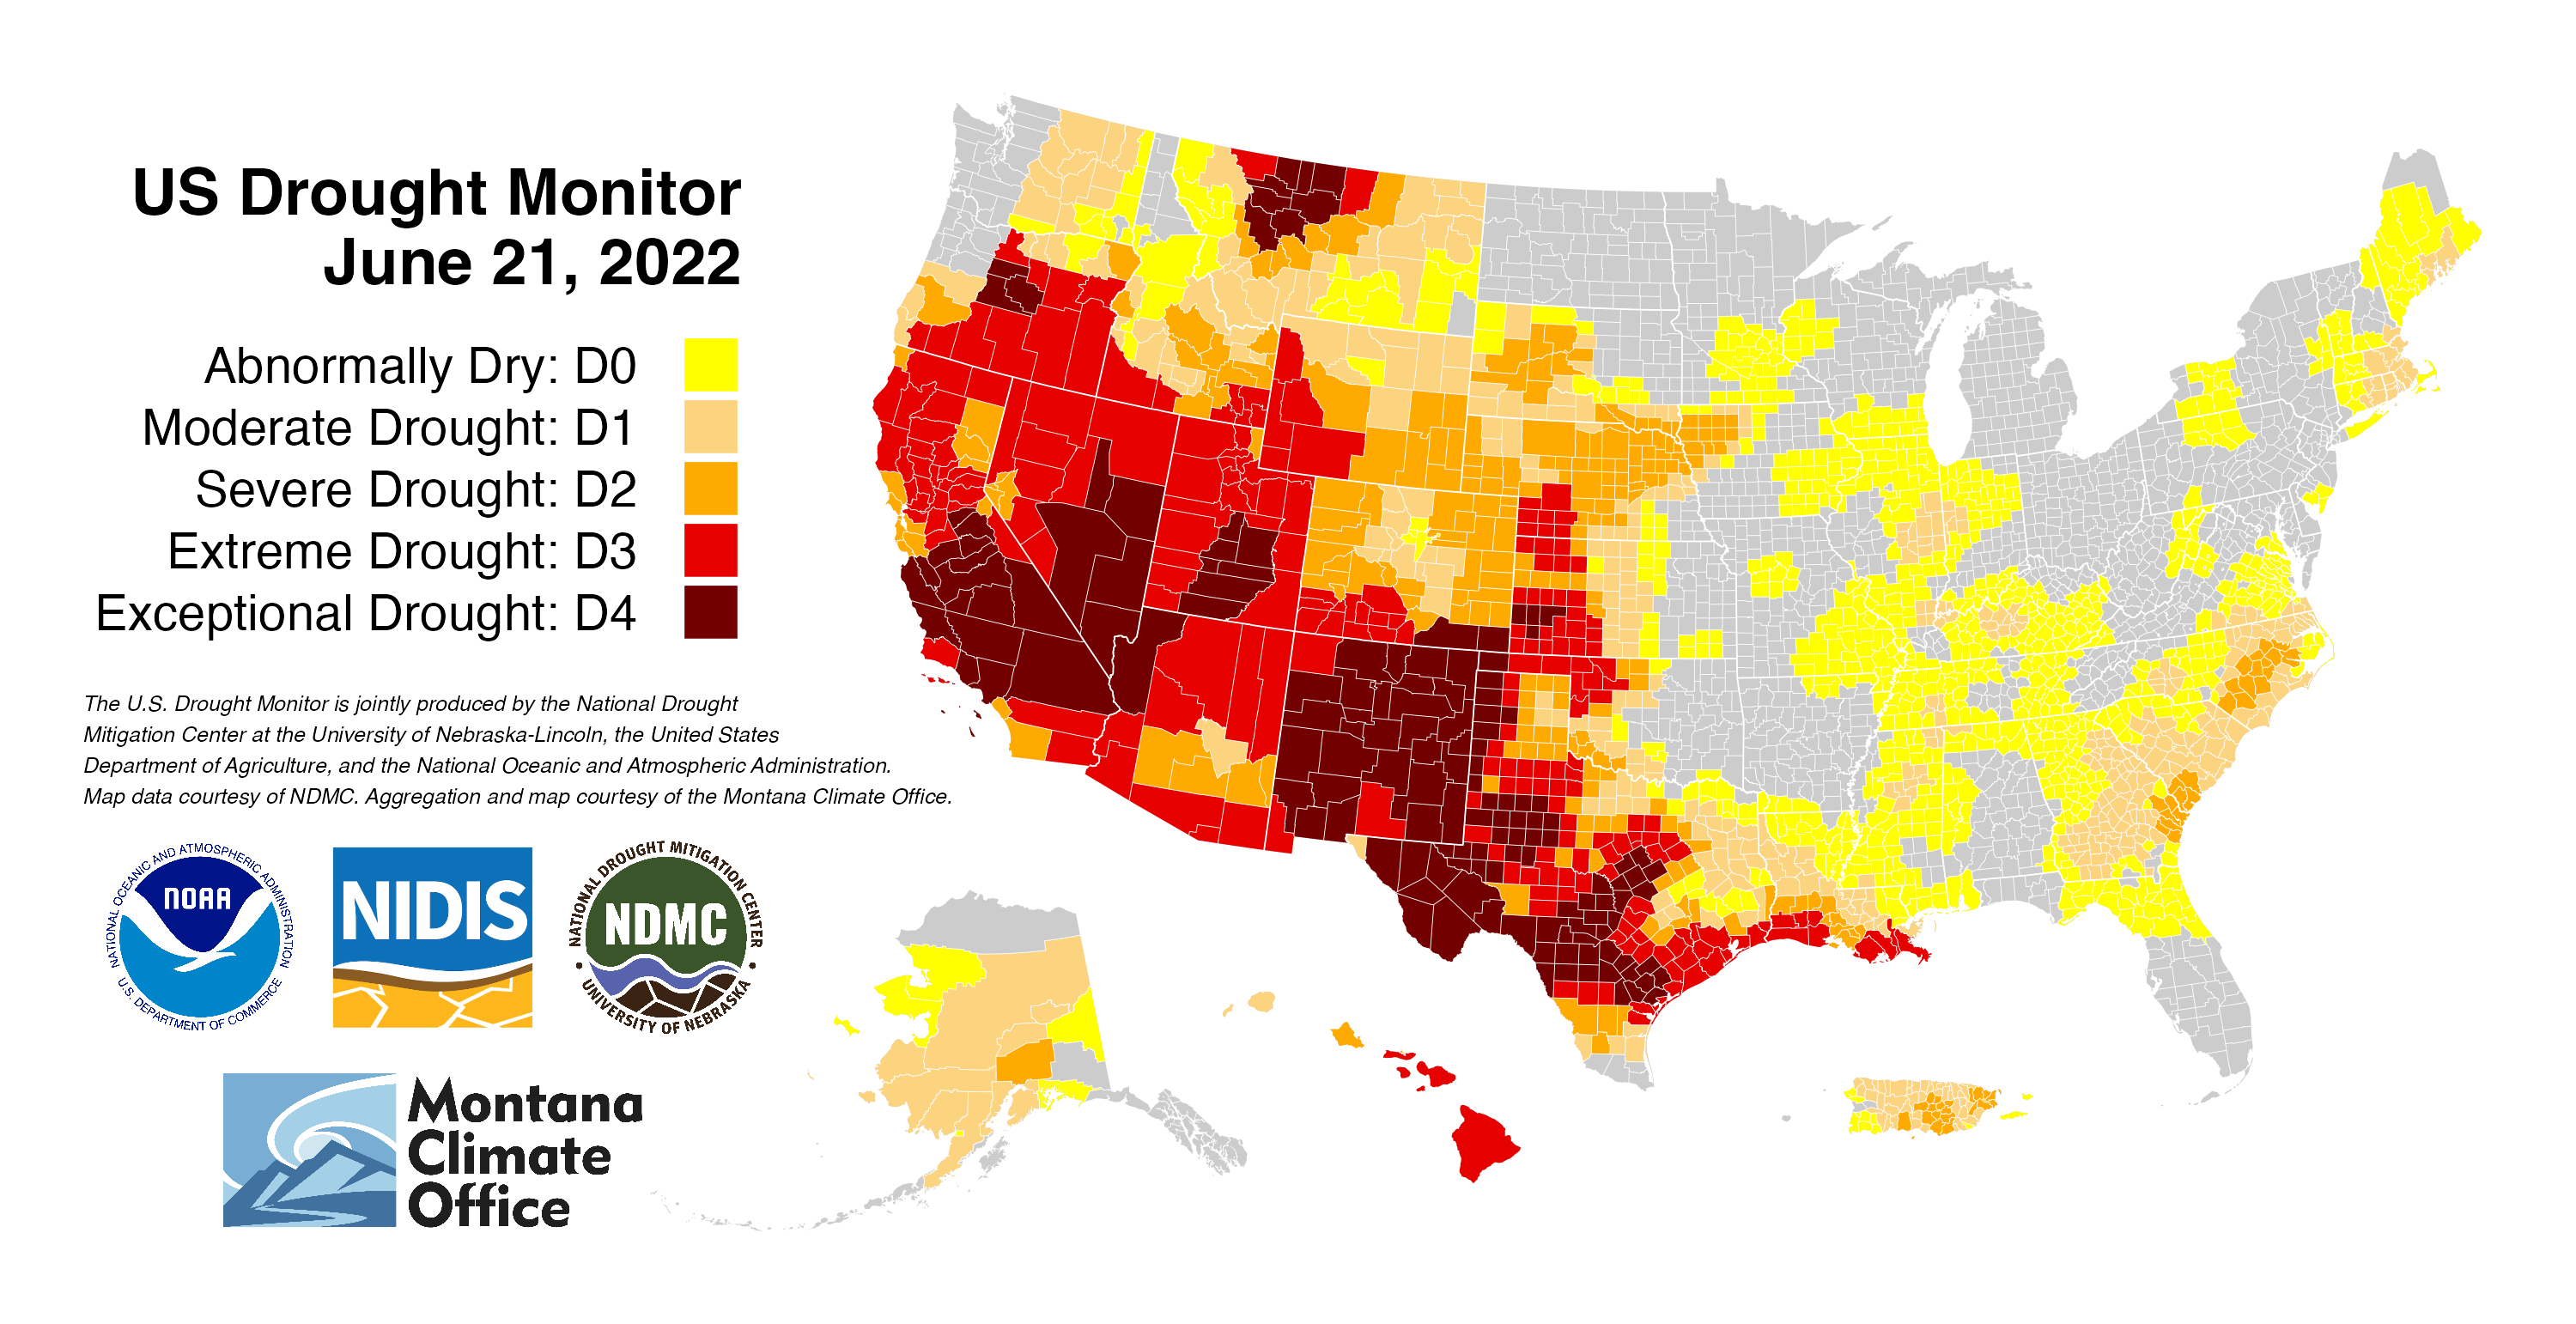 US Drought Monitor
June 21, 2022
Abnormally Dry: D0
Moderate Drought: D1
Severe Drought: D2
Extreme Drought: D3
Exceptional Drought: D4
The U.S. Drought Monitor is jointly produced by the National Drought
Mitigation Center at the University of Nebraska-Lincoln, the United States
Department of Agriculture, and the National Oceanic and Atmospheric Administration.
Map data courtesy of NDMC. Aggregation and map courtesy of the Montana Climate Office.
NATIONAL OCEANIC AND ATMOSPHERIC ADMINISTRATION
NOAA
U.S. DEPARTMENT OF COMMERCE
NIDIS
NATIONAL DROUGHT MITIGATION CENTER
NDMC
UNIVERSITY OF NEBRASKA
Montana
Climate
Office